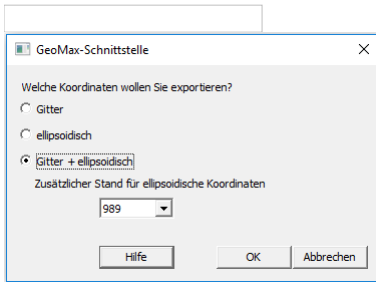 GeoMax-Schnittstelle
Welche Koordinaten wollen Sie exportieren?
Gitter
ellipsoidisch
Gitter + ellipsoidisch
Zusätzlicher Stand für ellipsoidische Koordinaten
989
Hilfe OK Abbrechen